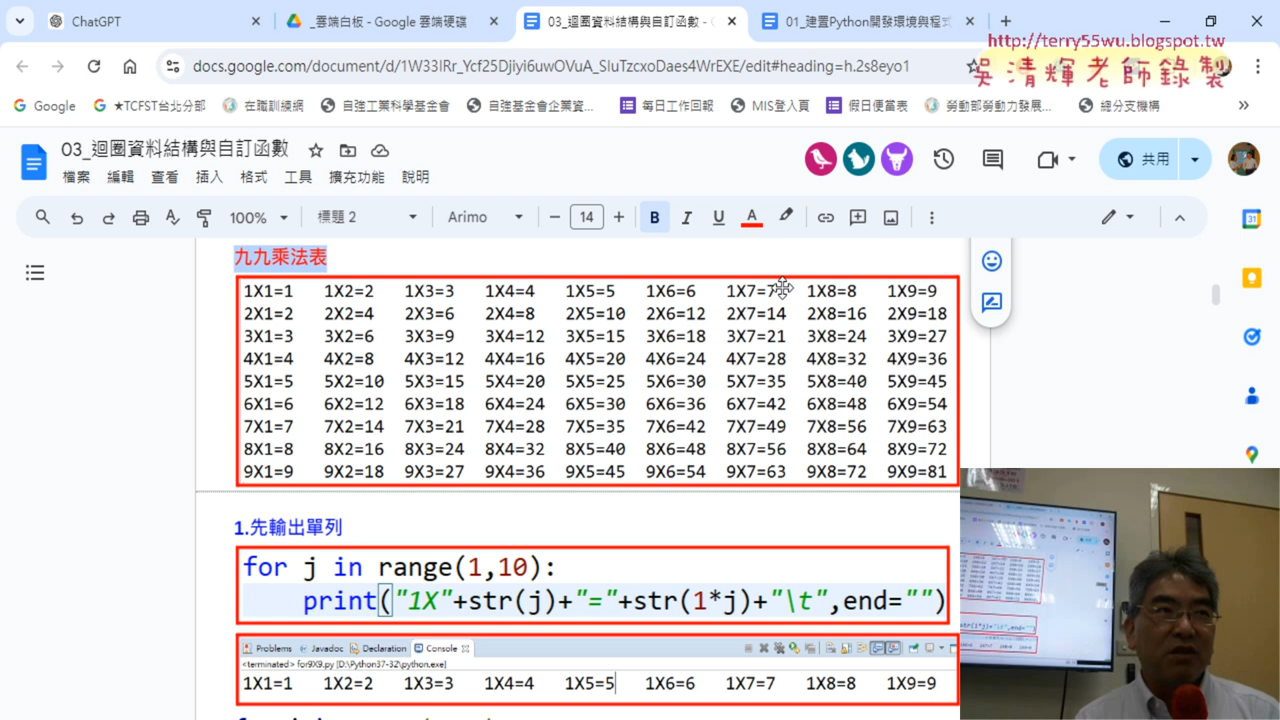 ChatGPT
_雲端白板 - Google 雲端硬碟
03_迴圈資料結構與自訂函數 -
01_建置Python開發環境與程式
http://terry55wu.blogspot.tw
吳清輝老師錄製
docs.google.com/document/d/1W33lRr_Ycf25Djiyi6uwOVuA_SluTzcxoDaes4WrEXE/edit#heading=h.2s8eyo1
Google
★TCFST台北分部
在職訓練網
自強工業科學基金會
自強基金會企業資...
每日工作回報
MIS登入頁
假日便當表
勞動部勞動力發展...
總分支機構
03_迴圈資料結構與自訂函數
共用
檔案 編輯 查看 插入 格式 工具 擴充功能 說明
100% 標題 2 Arimo 14 B I U A
31
九九乘法表
1X1=1 1X2=2 1X3=3 1X4=4 1X5=5 1X6=6 1X7=7 1X8=8 1X9=9
2X1=2 2X2=4 2X3=6 2X4=8 2X5=10 2X6=12 2X7=14 2X8=16 2X9=18
3X1=3 3X2=6 3X3=9 3X4=12 3X5=15 3X6=18 3X7=21 3X8=24 3X9=27
4X1=4 4X2=8 4X3=12 4X4=16 4X5=20 4X6=24 4X7=28 4X8=32 4X9=36
5X1=5 5X2=10 5X3=15 5X4=20 5X5=25 5X6=30 5X7=35 5X8=40 5X9=45
6X1=6 6X2=12 6X3=18 6X4=24 6X5=30 6X6=36 6X7=42 6X8=48 6X9=54
7X1=7 7X2=14 7X3=21 7X4=28 7X5=35 7X6=42 7X7=49 7X8=56 7X9=63
8X1=8 8X2=16 8X3=24 8X4=32 8X5=40 8X6=48 8X7=56 8X8=64 8X9=72
9X1=9 9X2=18 9X3=27 9X4=36 9X5=45 9X6=54 9X7=63 9X8=72 9X9=81
1.先輸出單列
for j in range(1,10):
print("1X"+str(j)+"="+str(1*j)+"\t",end="")
Problems Javadoc Declaration Console
<terminated> for9X9.py [D:\Python37-32\python.exe]
1X1=1 1X2=2 1X3=3 1X4=4 1X5=5 1X6=6 1X7=7 1X8=8 1X9=9